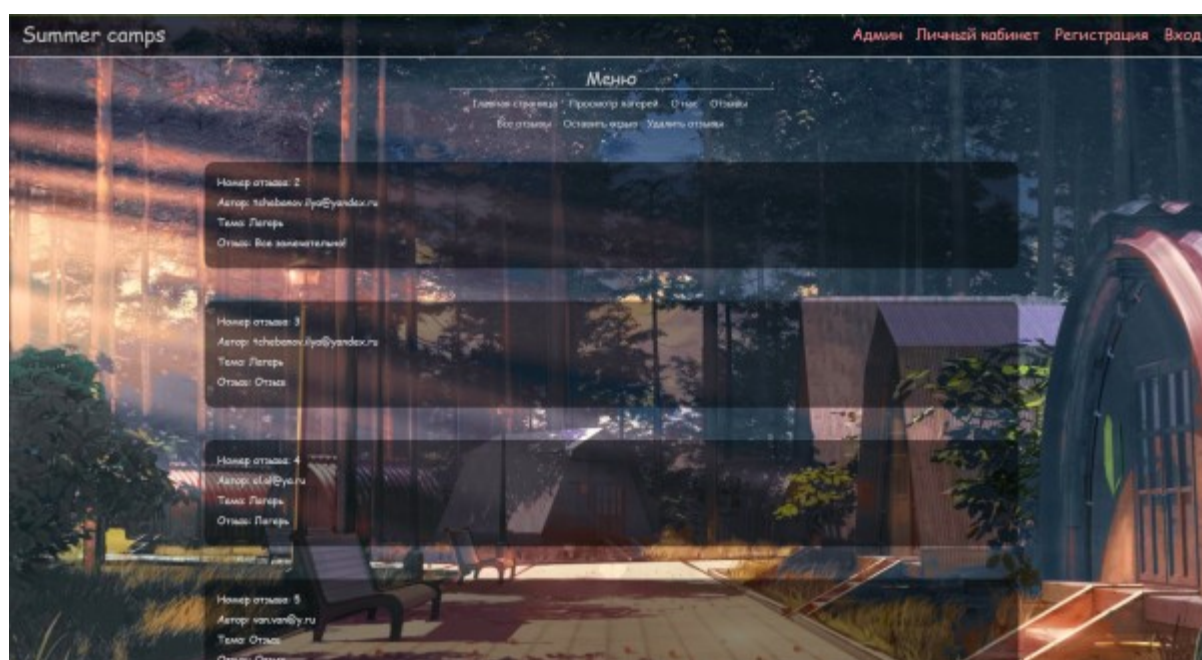 Summer camps
Админ Личный кабинет Регистрация Вход
Меню
Главная страница Просмотр лагерей О нас Отзывы
Все отзывы Оставить отзыв Удалить отзывы
Номер отзыва: 2
Автор: tchebanov.ilya@yandex.ru
Тема: Лагерь
Отзыв: Все замечательно!
Номер отзыва: 3
Автор: tchebanov.ilya@yandex.ru
Тема: Лагерь
Отзыв: Отзыв
Номер отзыва: 4
Автор:
Тема: Лагерь
Отзыв: Лагерь
Номер отзыва: 5
Автор: van.van@y.ru
Тема: Отзыв
Отзыв: Отзыв